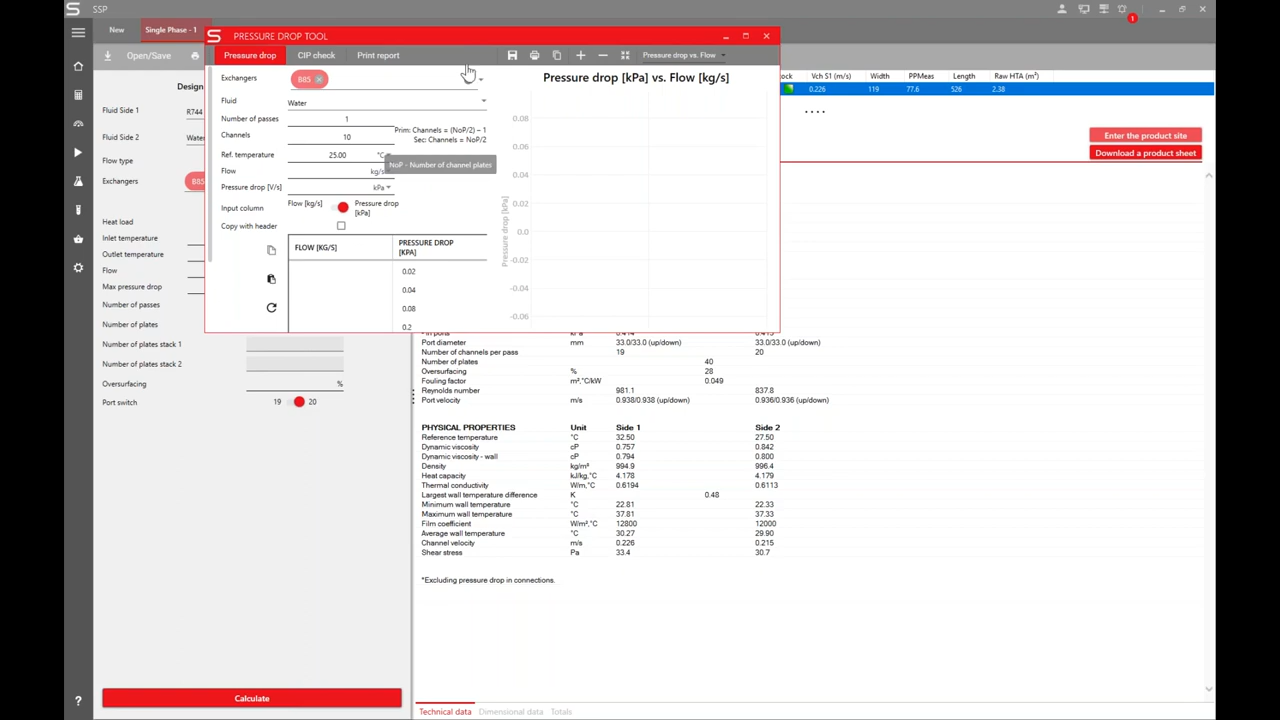 SSP
1
New
Single Phase - 1
PRESSURE DROP TOOL
Open/Save
Pressure drop
CIP check
Print report
Pressure drop vs. Flow
Vch S1 (m/s)
Width
PPMeas
Length
Raw HTA (m²)
0.226
119
77.6
526
2.38
Enter the product site
Download a product sheet
Fluid Side 1
R744
Fluid Side 2
Flow type
Exchangers
Heat load
Inlet temperature
Outlet temperature
Flow
Max pressure drop
Number of passes
Number of plates
Number of plates stack 1
Number of plates stack 2
Oversurfacing
%
Port switch
19
20
Calculate
Exchangers
B85
Fluid
Water
Number of passes
1
Channels
10
Prim: Channels = (NoP/2) – 1
Sec: Channels = NoP/2
Ref. temperature
25.00
°C
NoP - Number of channel plates
Flow
kg/s
Pressure drop [V/s]
kPa
Input column
Flow [kg/s]
Pressure drop
[kPa]
Copy with header
FLOW [KG/S]
PRESSURE DROP
[KPA]
0.02
0.04
0.08
0.2
Pressure drop [kPa] vs. Flow [kg/s]
Pressure drop [kPa]
0.08
0.06
0.04
0.02
0.0
-0.02
-0.04
-0.06
Port diameter
mm
33.0/33.0 (up/down)
33.0/33.0 (up/down)
Number of channels per pass
19
20
Number of plates
40
Oversurfacing
%
28
Fouling factor
m²,°C/kW
0.049
Reynolds number
981.1
837.8
Port velocity
m/s
0.938/0.938 (up/down)
0.936/0.936 (up/down)
PHYSICAL PROPERTIES
Unit
Side 1
Side 2
Reference temperature
°C
32.50
27.50
Dynamic viscosity
cP
0.757
0.842
Dynamic viscosity - wall
cP
0.794
0.800
Density
kg/m³
994.9
996.4
Heat capacity
kJ/kg,°C
4.178
4.179
Thermal conductivity
W/m,°C
0.6194
0.6113
Largest wall temperature difference
K
0.48
Minimum wall temperature
°C
22.81
22.33
Maximum wall temperature
°C
37.81
37.33
Film coefficient
W/m²,°C
12800
12000
Average wall temperature
°C
30.27
29.90
Channel velocity
m/s
0.226
0.215
Shear stress
Pa
33.4
30.7
*Excluding pressure drop in connections.
Technical data
Dimensional data
Totals